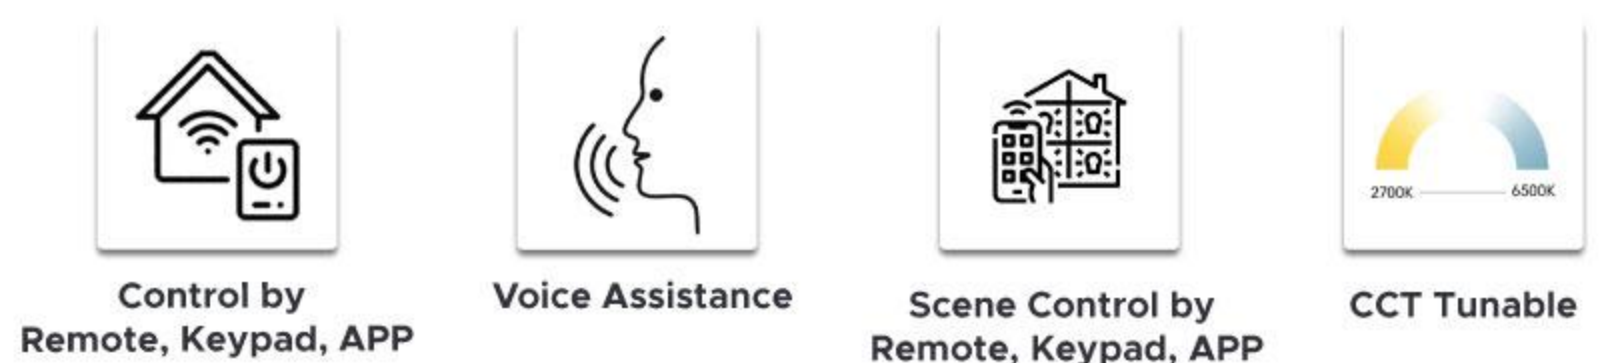 2700K
6500K
Control by
Remote, Keypad, APP
Voice Assistance
Scene Control by
Remote, Keypad, APP
CCT Tunable